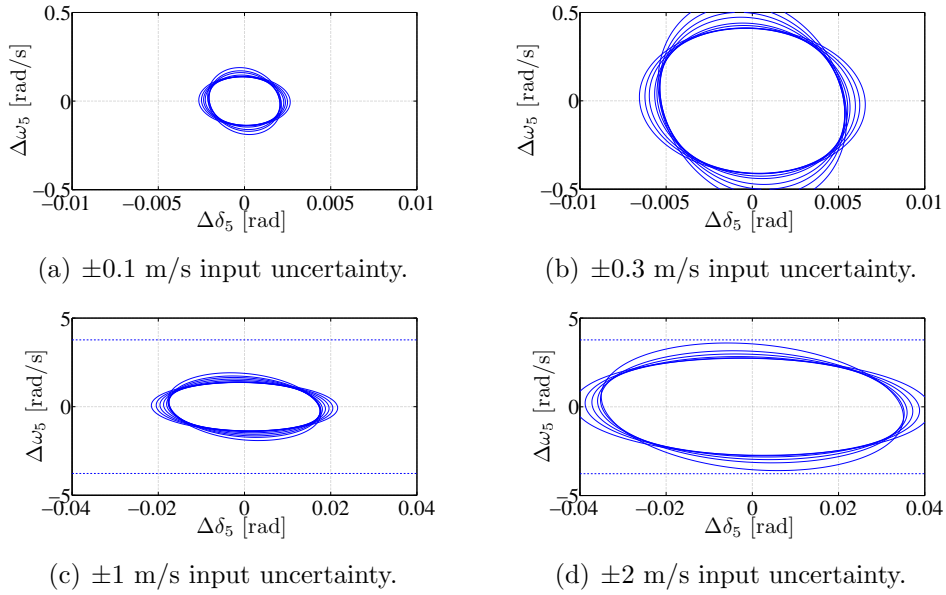 0.5 0.5
Δω₅ [rad/s] Δω₅ [rad/s]
0 0
−0.5 −0.5
−0.01 −0.005 0 0.005 0.01 −0.01 −0.005 0 0.005 0.01
Δδ₅ [rad] Δδ₅ [rad]
(a) ±0.1 m/s input uncertainty. (b) ±0.3 m/s input uncertainty.
5 5
Δω₅ [rad/s] Δω₅ [rad/s]
0 0
−5 −5
−0.04 −0.02 0 0.02 0.04 −0.04 −0.02 0 0.02 0.04
Δδ₅ [rad] Δδ₅ [rad]
(c) ±1 m/s input uncertainty. (d) ±2 m/s input uncertainty.